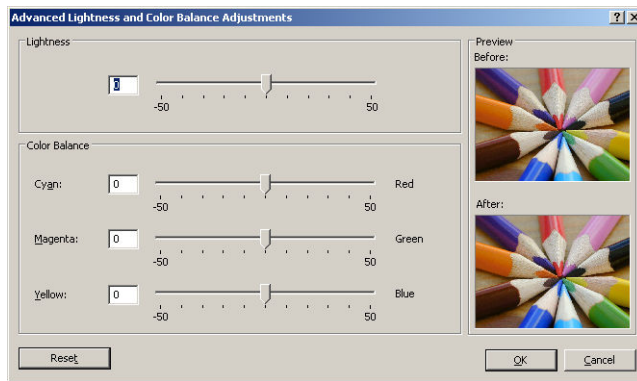 Advanced Lightness and Color Balance Adjustments
Lightness
0
-50
50
Color Balance
Cyan:
0
Red
-50
50
Magenta:
0
Green
-50
50
Yellow:
0
Blue
-50
50
Preview
Before:
After:
Reset
OK
Cancel